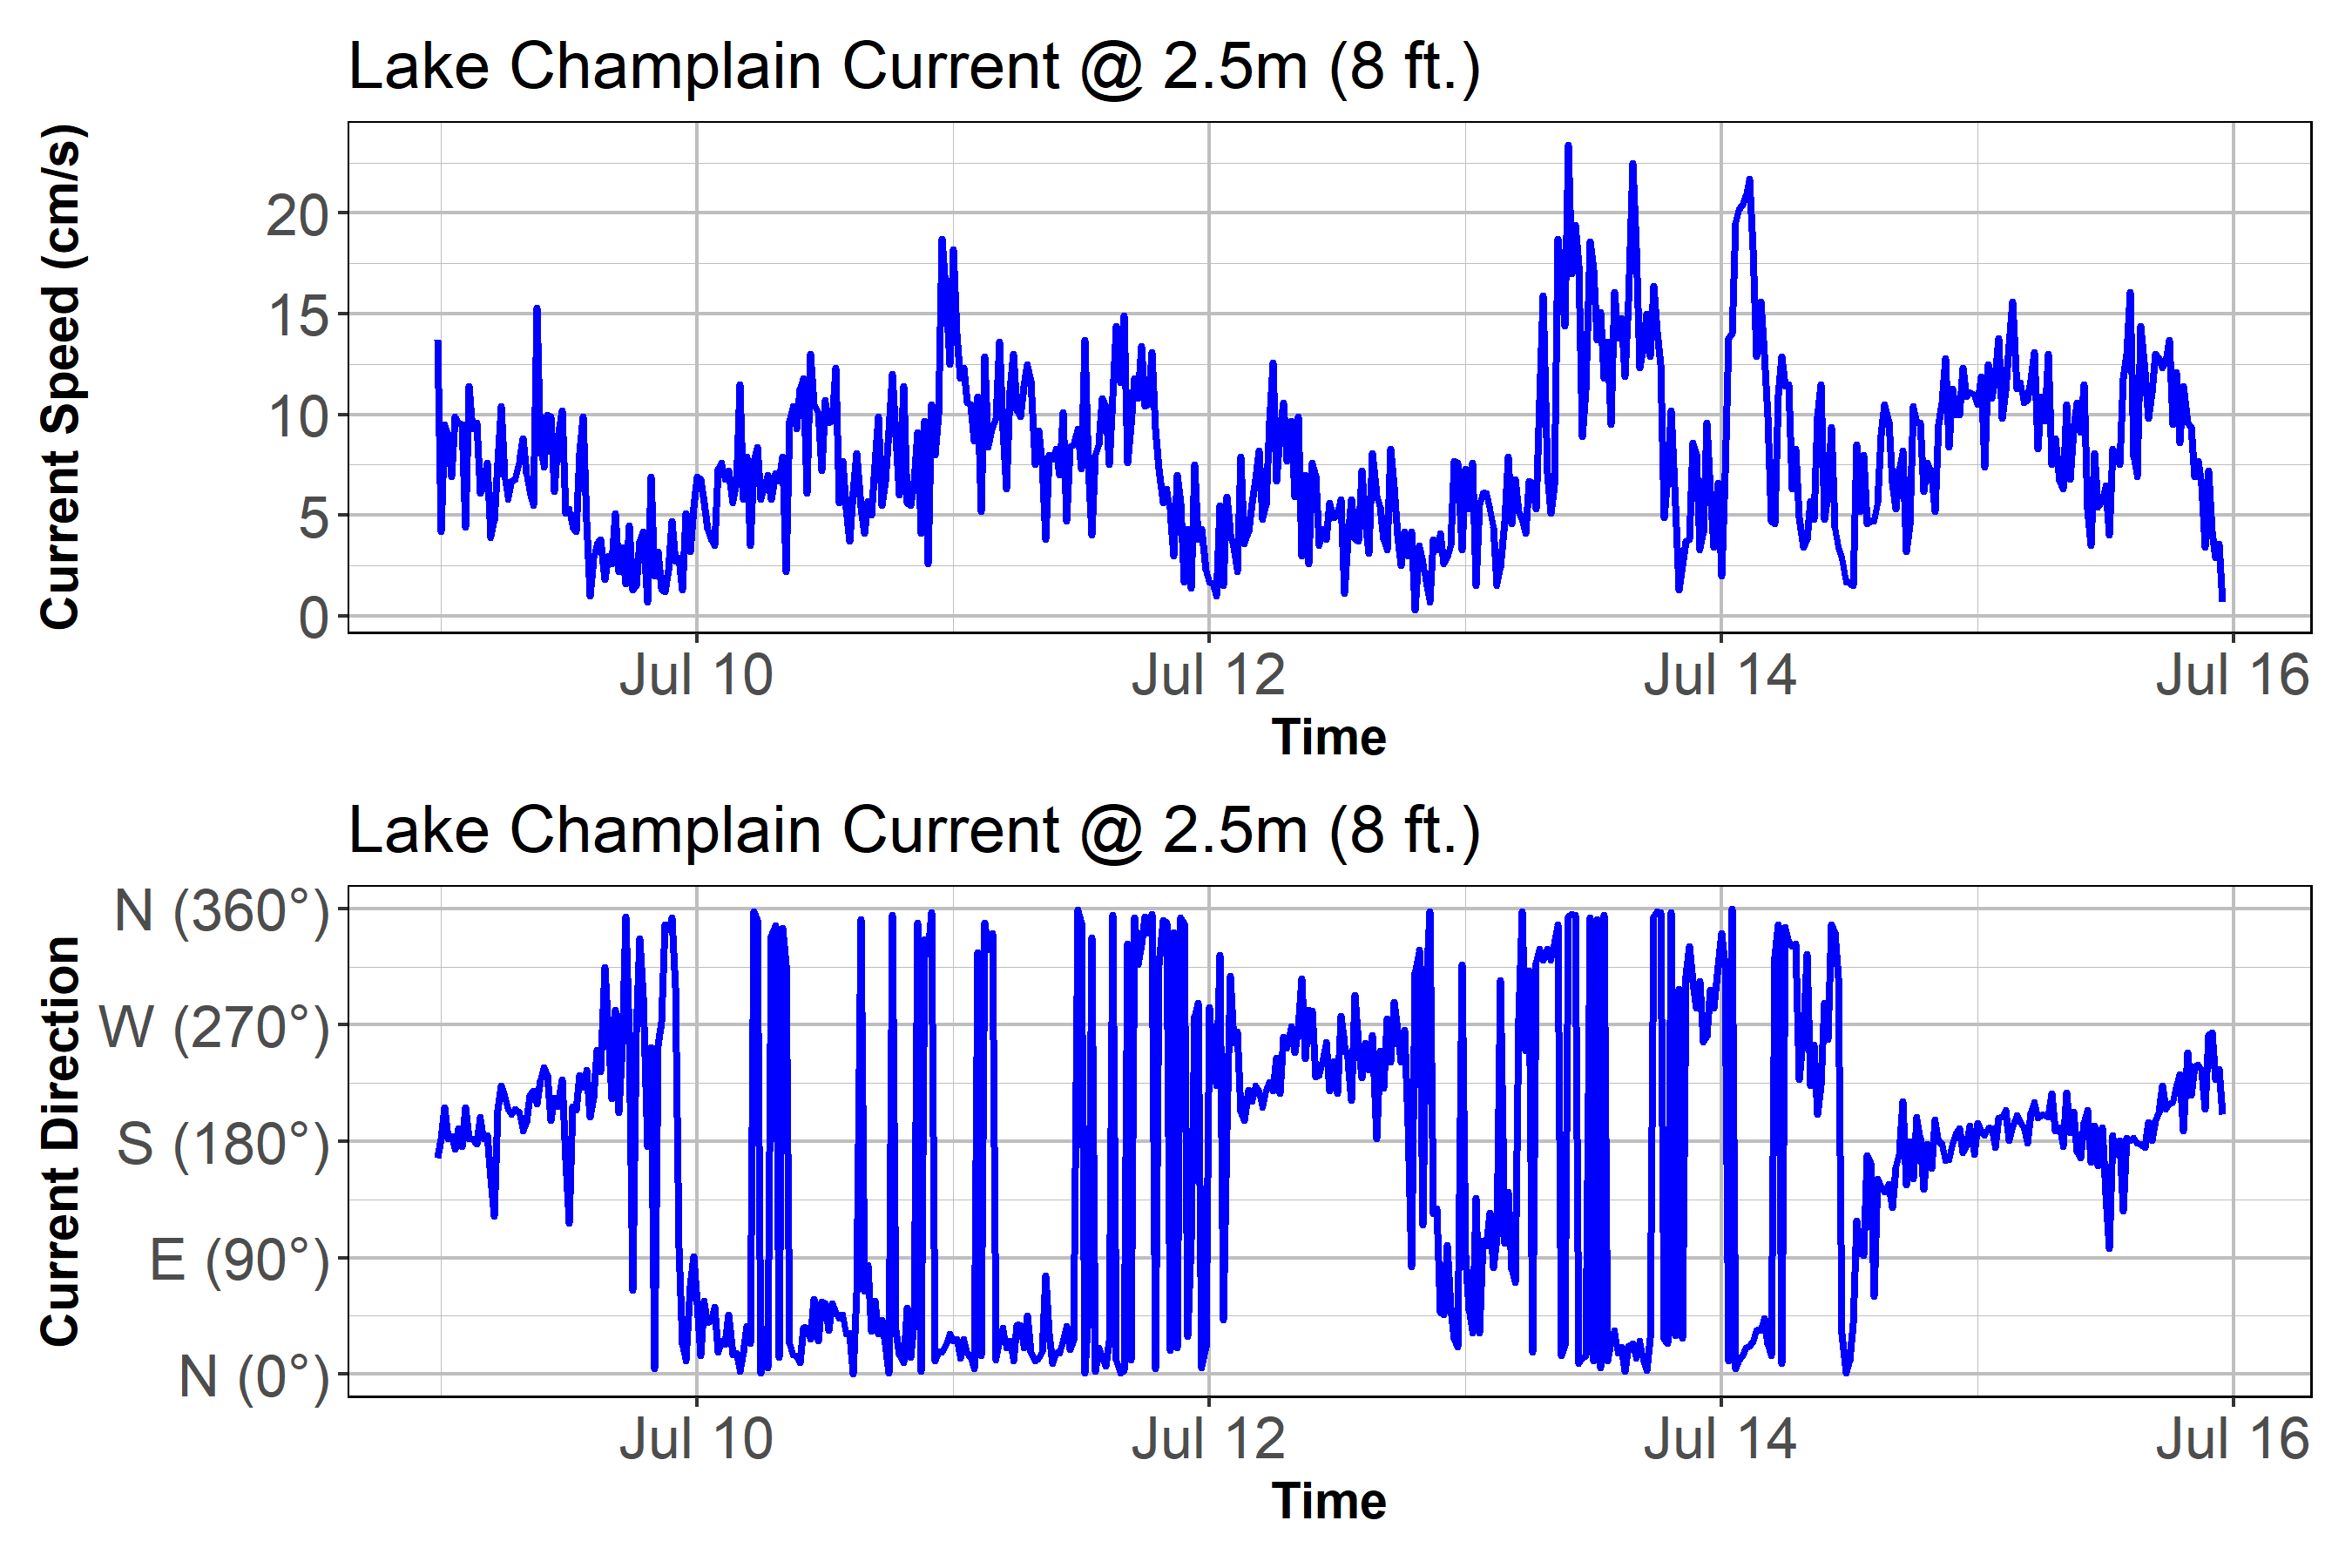 Lake Champlain Current @ 2.5m (8 ft.)
Current Speed (cm/s)
20
15
10
5
0
Jul 10 Jul 12 Jul 14 Jul 16
Time
Lake Champlain Current @ 2.5m (8 ft.)
Current Direction
N (360°)
W (270°)
S (180°)
E (90°)
N (0°)
Jul 10 Jul 12 Jul 14 Jul 16
Time